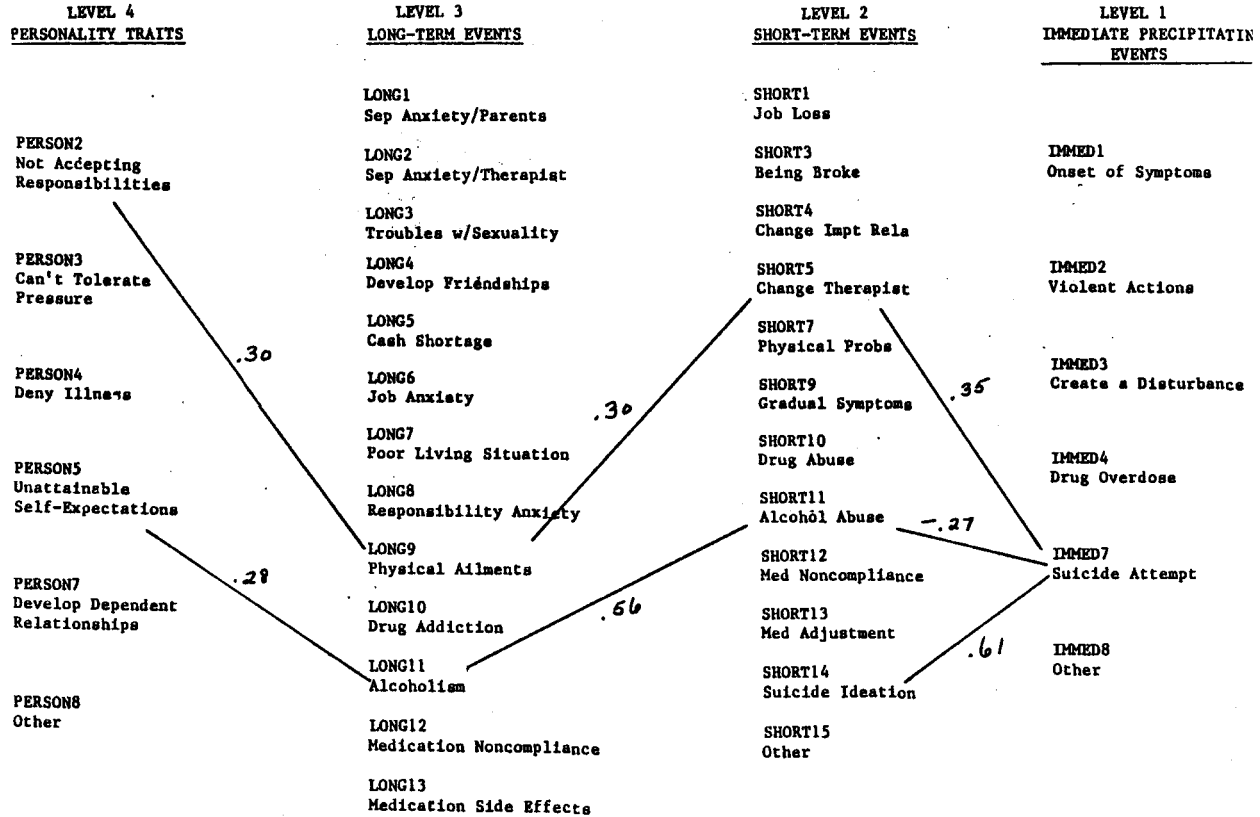 LEVEL 4
PERSONALITY TRAITS
PERSON2
Not Accepting
Responsibilities
PERSON3
Can't Tolerate
Pressure
PERSON4
Deny Illness
PERSON5
Unattainable
Self-Expectations
PERSON7
Develop Dependent
Relationships
PERSON8
Other
.30
.28
LEVEL 3
LONG-TERM EVENTS
LONG1
Sep Anxiety/Parents
LONG2
Sep Anxiety/Therapist
LONG3
Troubles w/Sexuality
LONG4
Develop Friendships
LONG5
Cash Shortage
LONG6
Job Anxiety
LONG7
Poor Living Situation
LONG8
Responsibility Anxiety
LONG9
Physical Ailments
LONG10
Drug Addiction
LONG11
Alcoholism
LONG12
Medication Noncompliance
LONG13
Medication Side Effects
.30
.56
LEVEL 2
SHORT-TERM EVENTS
SHORT1
Job Loss
SHORT3
Being Broke
SHORT4
Change Impt Rela
SHORT5
Change Therapist
SHORT7
Physical Probs
SHORT9
Gradual Symptoms
SHORT10
Drug Abuse
SHORT11
Alcohol Abuse
SHORT12
Med Noncompliance
SHORT13
Med Adjustment
SHORT14
Suicide Ideation
SHORT15
Other
.35
-.27
.61
LEVEL 1
IMMEDIATE PRECIPITATIN
EVENTS
IMMED1
Onset of Symptoms
IMMED2
Violent Actions
IMMED3
Create a Disturbance
IMMED4
Drug Overdose
IMMED7
Suicide Attempt
IMMED8
Other